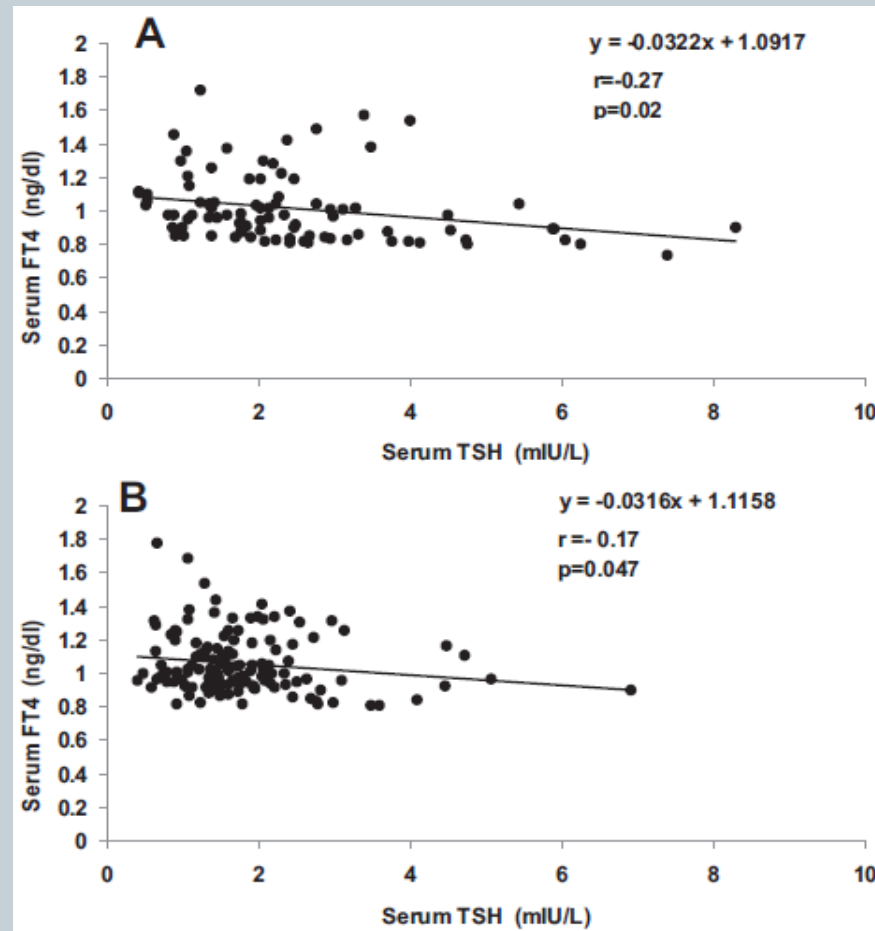 A
y = -0.0322x + 1.0917
r=-0.27
p=0.02
Serum FT4 (ng/dl)
2
1.8
1.6
1.4
1.2
1
0.8
0.6
0.4
0.2
0
0 2 4 6 8 10
Serum TSH (mIU/L)
B
y = -0.0316x + 1.1158
r =- 0.17
p=0.047
Serum FT4 (ng/dl)
2
1.8
1.6
1.4
1.2
1
0.8
0.6
0.4
0.2
0
0 2 4 6 8 10
Serum TSH (mIU/L)